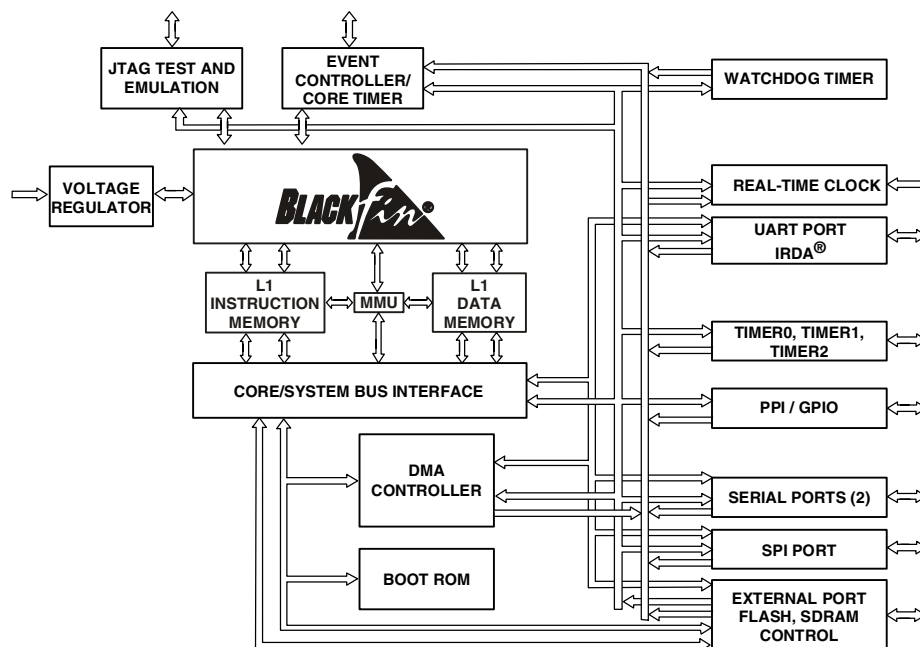 JTAG TEST AND
EMULATION
EVENT
CONTROLLER/
CORE TIMER
WATCHDOG TIMER
VOLTAGE
REGULATOR
BLACKfin®
REAL-TIME CLOCK
UART PORT
IRDA®
L1
INSTRUCTION
MEMORY
MMU
L1
DATA
MEMORY
TIMER0, TIMER1,
TIMER2
CORE/SYSTEM BUS INTERFACE
PPI / GPIO
DMA
CONTROLLER
SERIAL PORTS (2)
SPI PORT
BOOT ROM
EXTERNAL PORT
FLASH, SDRAM
CONTROL